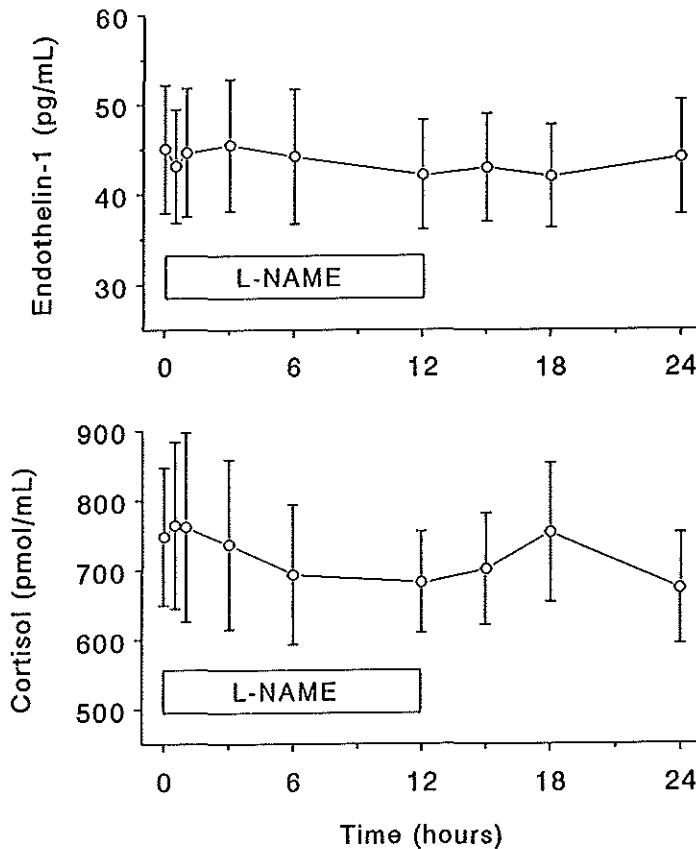 60
50
40
30
Endothelin-1 (pg/mL)
L-NAME
0 6 12 18 24
900
800
700
600
500
Cortisol (pmol/mL)
L-NAME
0 6 12 18 24
Time (hours)